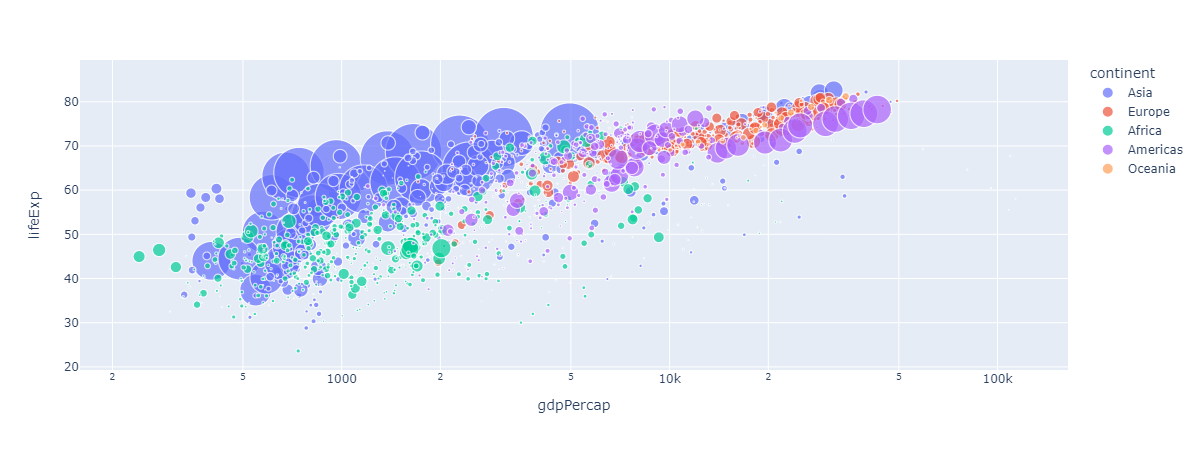 continent
Asia
Europe
Africa
Americas
Oceania
lifeExp
80
70
60
50
40
30
20
2 5 1000 2 5 10k 2 5 100k
gdpPercap